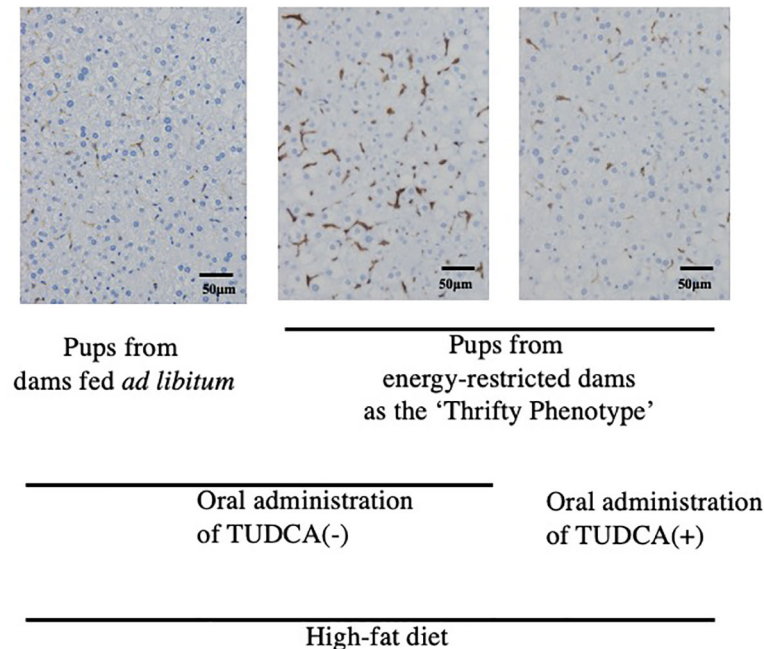 50μm
50μm
50μm
Pups from
dams fed ad libitum
Pups from
energy-restricted dams
as the ‘Thrifty Phenotype’
Oral administration
of TUDCA(-)
Oral administration
of TUDCA(+)
High-fat diet